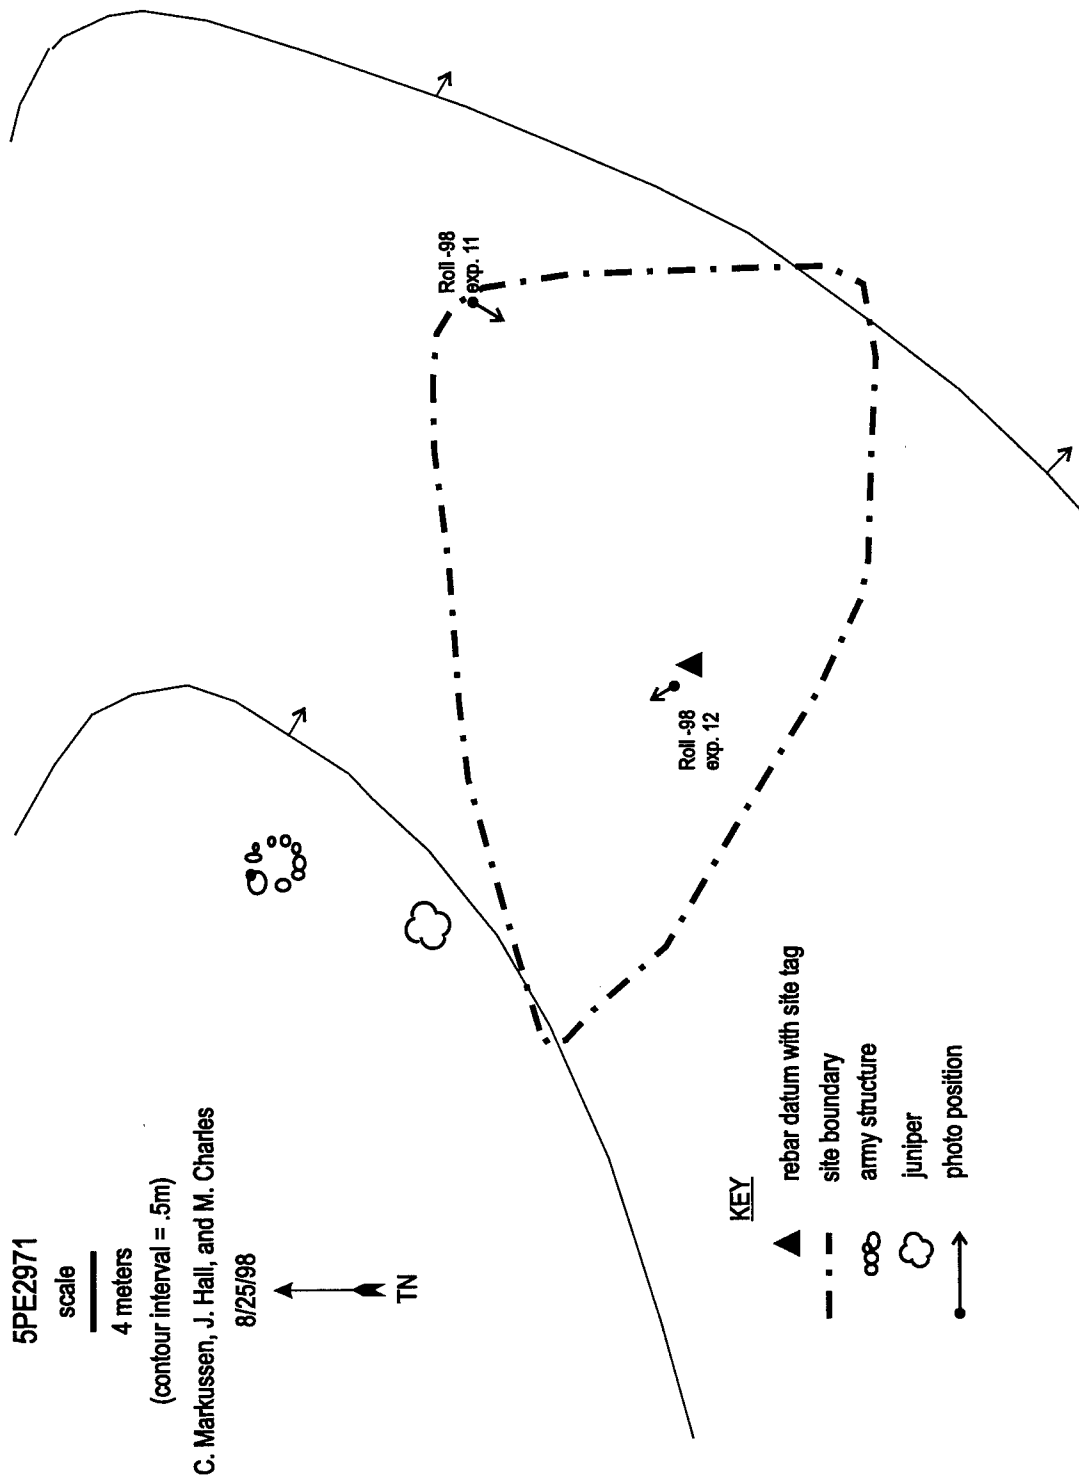 5PE2971
scale
4 meters
(contour interval = .5m)
C. Markussen, J. Hall, and M. Charles
8/25/98
TN
Roll -98
exp. 11
Roll -98
exp. 12
KEY
rebar datum with site tag
site boundary
army structure
juniper
photo position